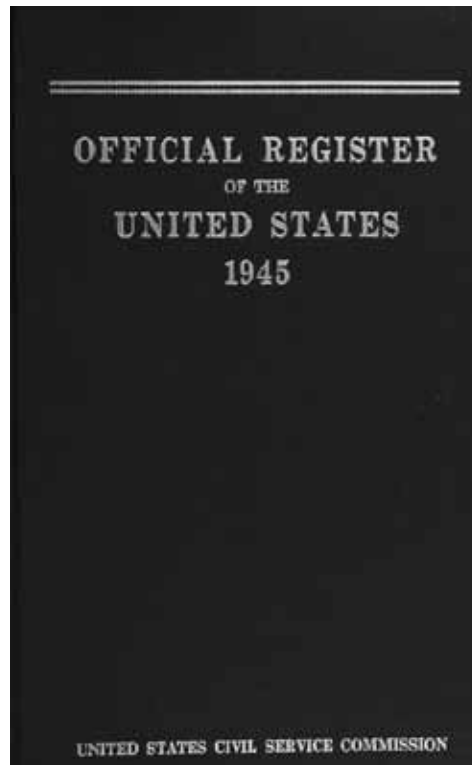 OFFICIAL REGISTER
OF THE
UNITED STATES
1945
UNITED STATES CIVIL SERVICE COMMISSION